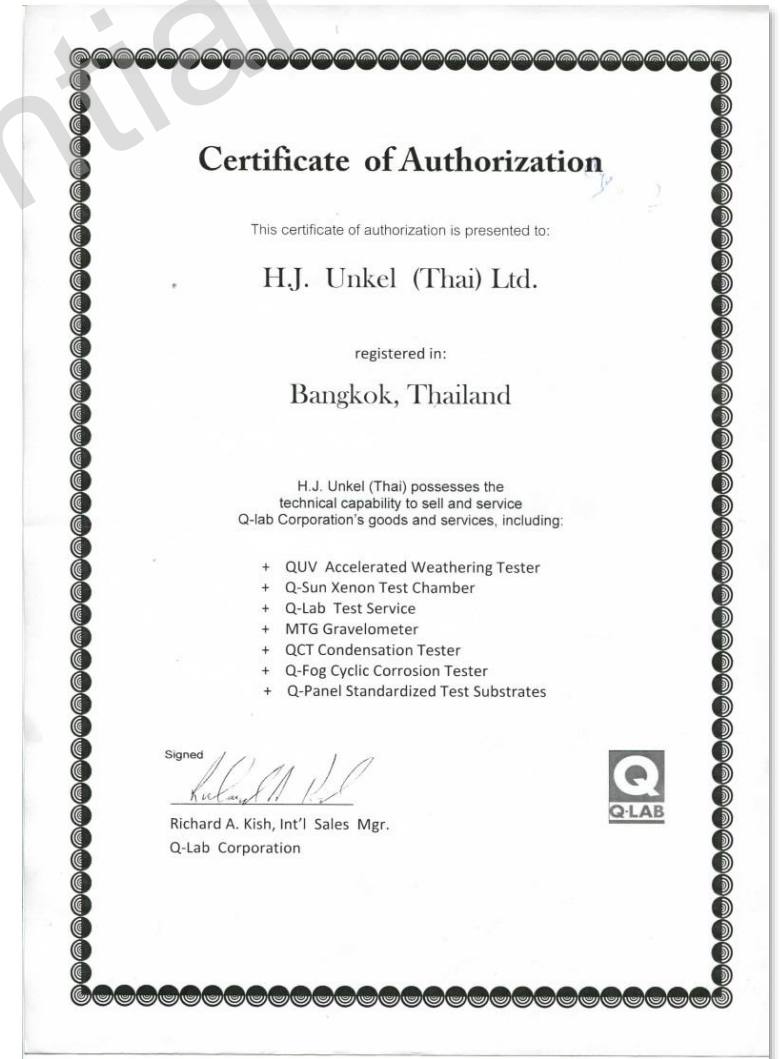 ntial
Certificate of Authorization
This certificate of authorization is presented to:
H.J. Unkel (Thai) Ltd.
registered in:
Bangkok, Thailand
H.J. Unkel (Thai) possesses the
technical capability to sell and service
Q-lab Corporation's goods and services, including:
+ QUV Accelerated Weathering Tester
+ Q-Sun Xenon Test Chamber
+ Q-Lab Test Service
+ MTG Gravelometer
+ QCT Condensation Tester
+ Q-Fog Cyclic Corrosion Tester
+ Q-Panel Standardized Test Substrates
Signed
Richard A. Kish, Int'l Sales Mgr.
Q-Lab Corporation
Q
Q-LAB